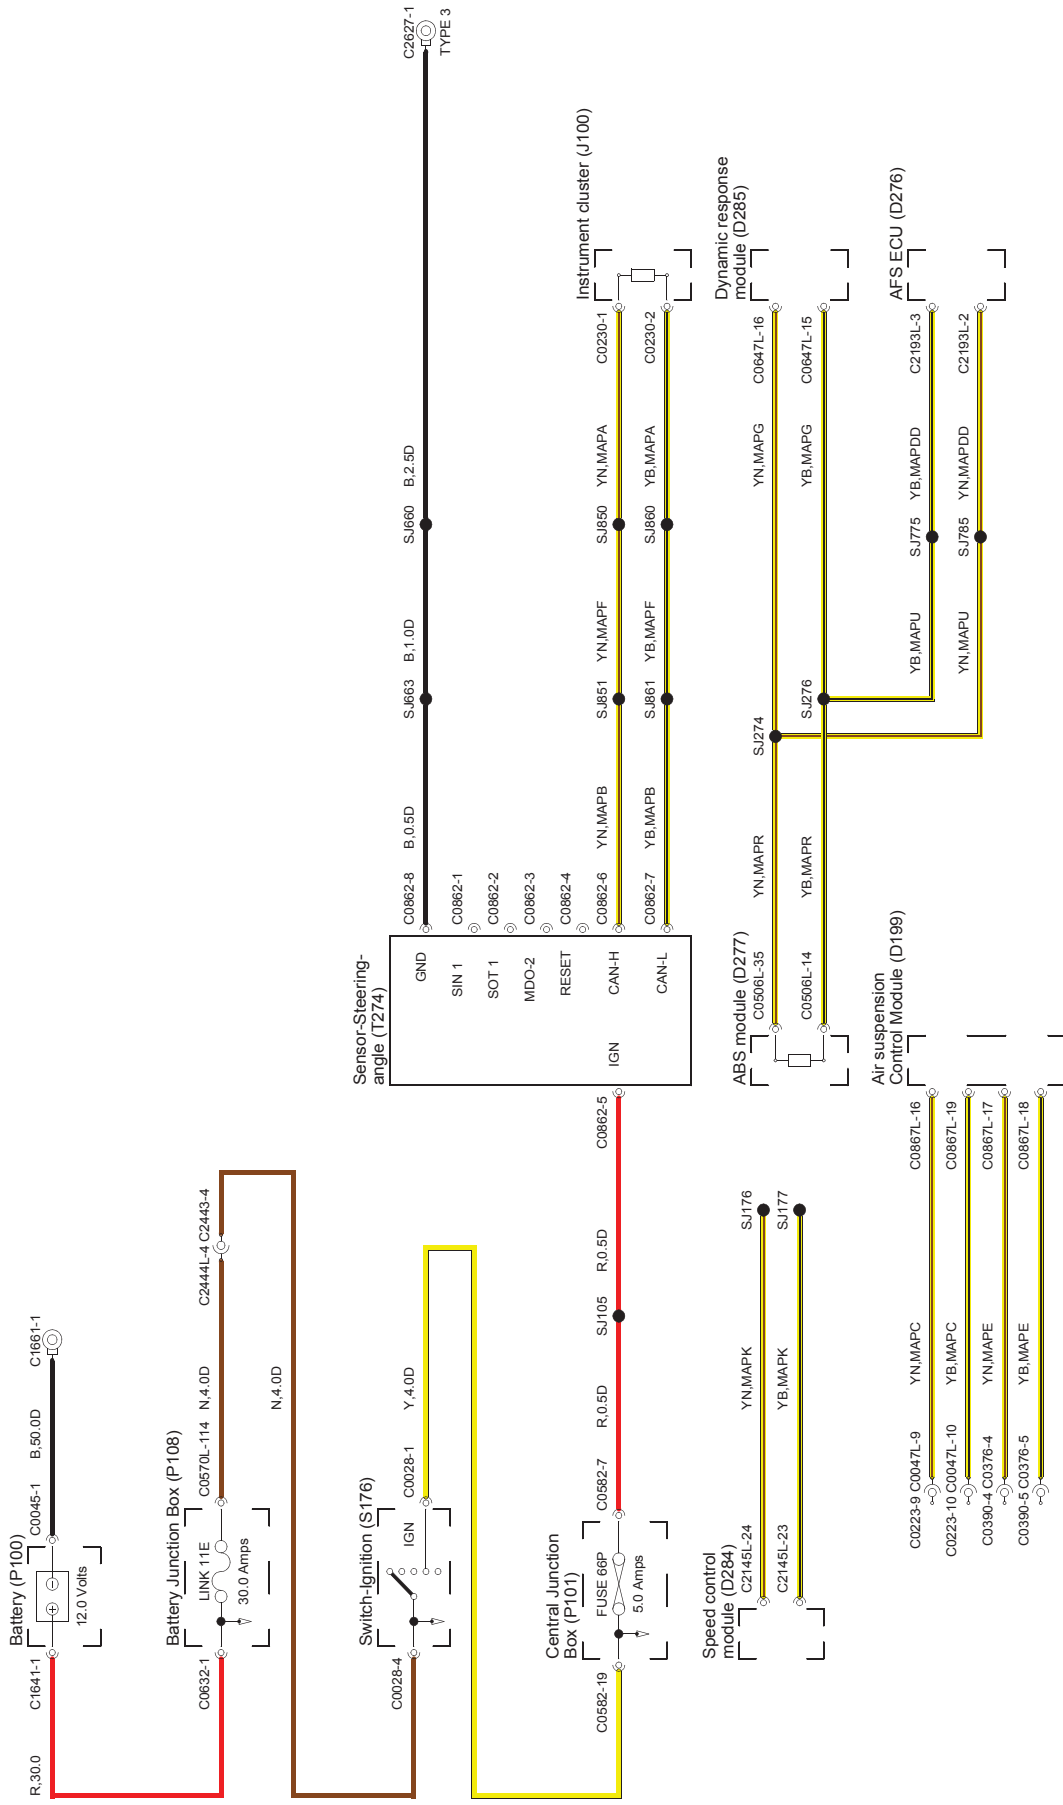 Battery (P100)
C1641-1
R,30.0
12.0 Volts
C0045-1
B,50.0D
C1661-1
Battery Junction Box (P108)
C0632-1
LINK 11E
30.0 Amps
C0570L-114
N,4.0D
C2444L-4
C2443-4
N,4.0D
Switch-Ignition (S176)
C0028-4
IGN
C0028-1
Y,4.0D
Central Junction
Box (P101)
C0582-19
FUSE 66P
5.0 Amps
C0582-7
R,0.5D
SJ105
R,0.5D
C0862-5
Sensor-Steering-
angle (T274)
IGN
GND
SIN 1
SOT 1
MDO-2
RESET
CAN-H
CAN-L
C0862-8
C0862-1
C0862-2
C0862-3
C0862-4
C0862-6
C0862-7
B,0.5D
SJ663
B,1.0D
SJ660
B,2.5D
C2627-1
TYPE 3
YN,MAPB
SJ851
YN,MAPF
SJ850
YN,MAPA
C0230-1
YB,MAPB
SJ861
YB,MAPF
SJ860
YB,MAPA
C0230-2
Instrument cluster (J100)
Speed control
module (D284)
C2145L-24
YN,MAPK
SJ176
C2145L-23
YB,MAPK
SJ177
ABS module (D277)
C0506L-35
YN,MAPR
SJ274
YN,MAPG
C0647L-16
C0506L-14
YB,MAPR
SJ276
YB,MAPG
C0647L-15
Dynamic response
module (D285)
YB,MAPU
SJ775
YB,MAPDD
C2193L-3
YN,MAPU
SJ785
YN,MAPDD
C2193L-2
AFS ECU (D276)
Air suspension
Control Module (D199)
C0223-9
C0047L-9
YN,MAPC
C0867L-16
C0223-10
C0047L-10
YB,MAPC
C0867L-19
C0390-4
C0376-4
YN,MAPE
C0867L-17
C0390-5
C0376-5
YB,MAPE
C0867L-18